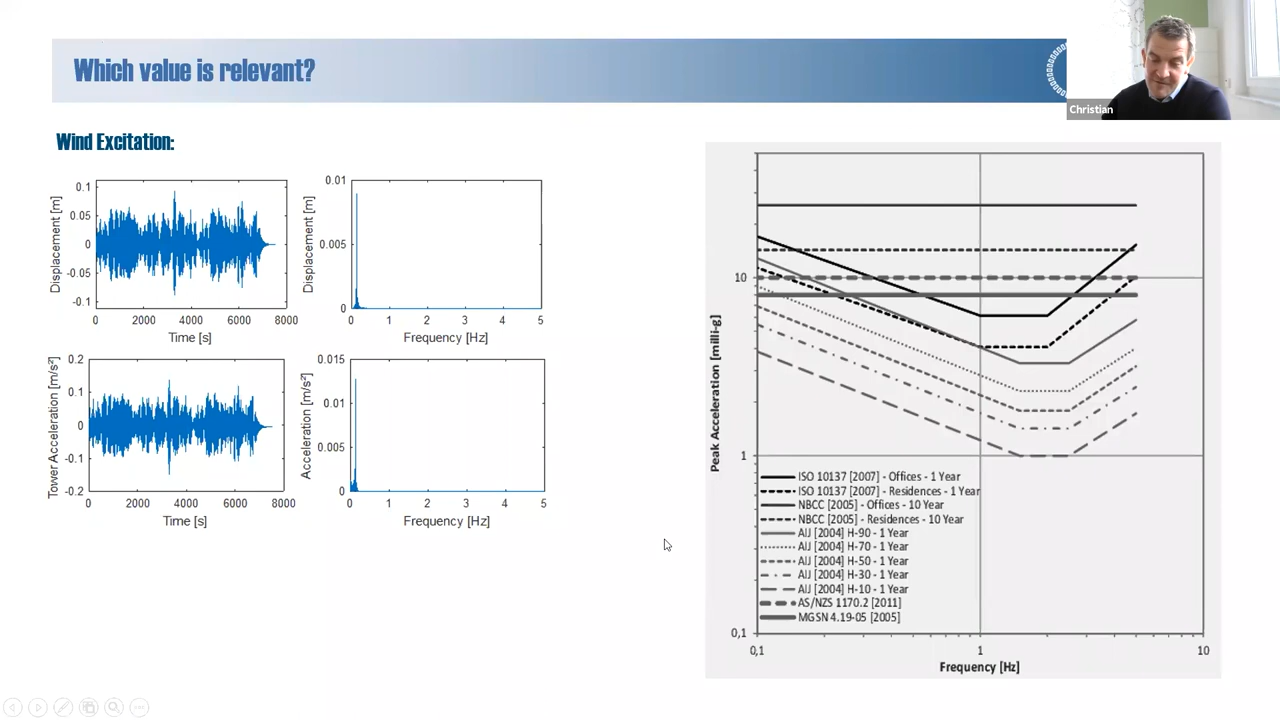 Which value is relevant?
Christian
Wind Excitation:
0.1
0.05
0
-0.05
-0.1
Displacement [m]
0
2000
4000
6000
8000
Time [s]
0.01
0.005
0
Displacement [m]
0
1
2
3
4
5
Frequency [Hz]
0.2
0.1
0
-0.1
-0.2
Tower Acceleration [m/s²]
0
2000
4000
6000
8000
Time [s]
0.015
0.01
0.005
0
Acceleration [m/s²]
0
1
2
3
4
5
Frequency [Hz]
10
1
0,1
Peak Acceleration [milli-g]
ISO 10137 [2007] - Offices - 1 Year
ISO 10137 [2007] - Residences - 1 Year
NBCC [2005] - Offices - 10 Year
NBCC [2005] - Residences - 10 Year
AIJ [2004] H-90 - 1 Year
AIJ [2004] H-70 - 1 Year
AIJ [2004] H-50 - 1 Year
AIJ [2004] H-30 - 1 Year
AIJ [2004] H-10 - 1 Year
AS/NZS 1170.2 [2011]
MGSN 4.19-05 [2005]
0,1
1
10
Frequency [Hz]